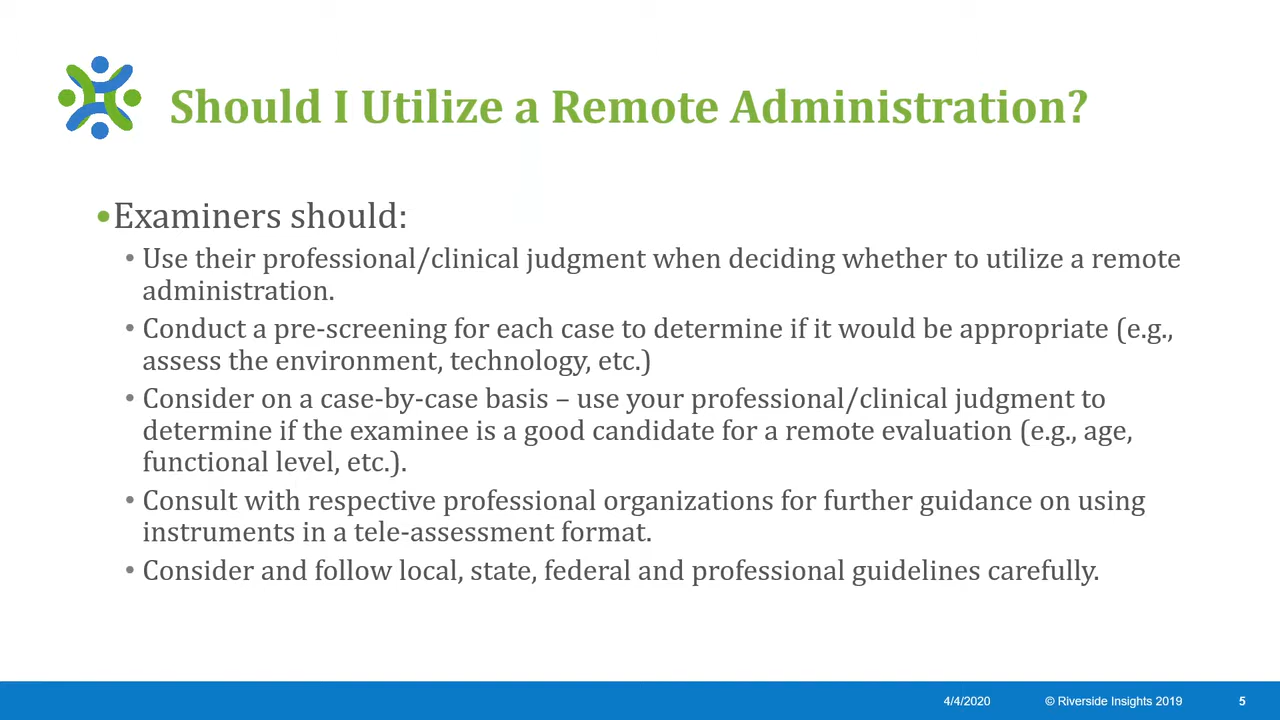 Should I Utilize a Remote Administration?
•Examiners should:
• Use their professional/clinical judgment when deciding whether to utilize a remote
administration.
• Conduct a pre-screening for each case to determine if it would be appropriate (e.g.,
assess the environment, technology, etc.)
• Consider on a case-by-case basis – use your professional/clinical judgment to
determine if the examinee is a good candidate for a remote evaluation (e.g., age,
functional level, etc.).
• Consult with respective professional organizations for further guidance on using
instruments in a tele-assessment format.
• Consider and follow local, state, federal and professional guidelines carefully.
4/4/2020 © Riverside Insights 2019 5